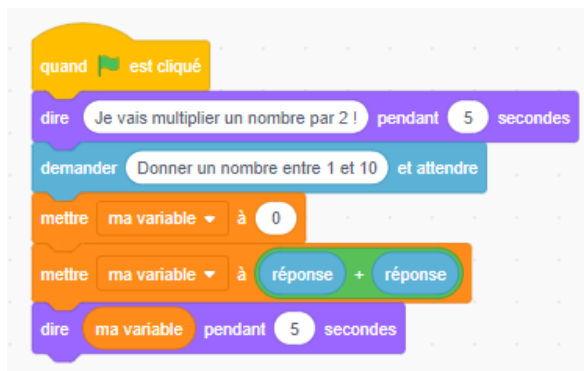 quand est cliqué
dire Je vais multiplier un nombre par 2 ! pendant 5 secondes
demander Donner un nombre entre 1 et 10 et attendre
mettre ma variable à 0
mettre ma variable à réponse + réponse
dire ma variable pendant 5 secondes